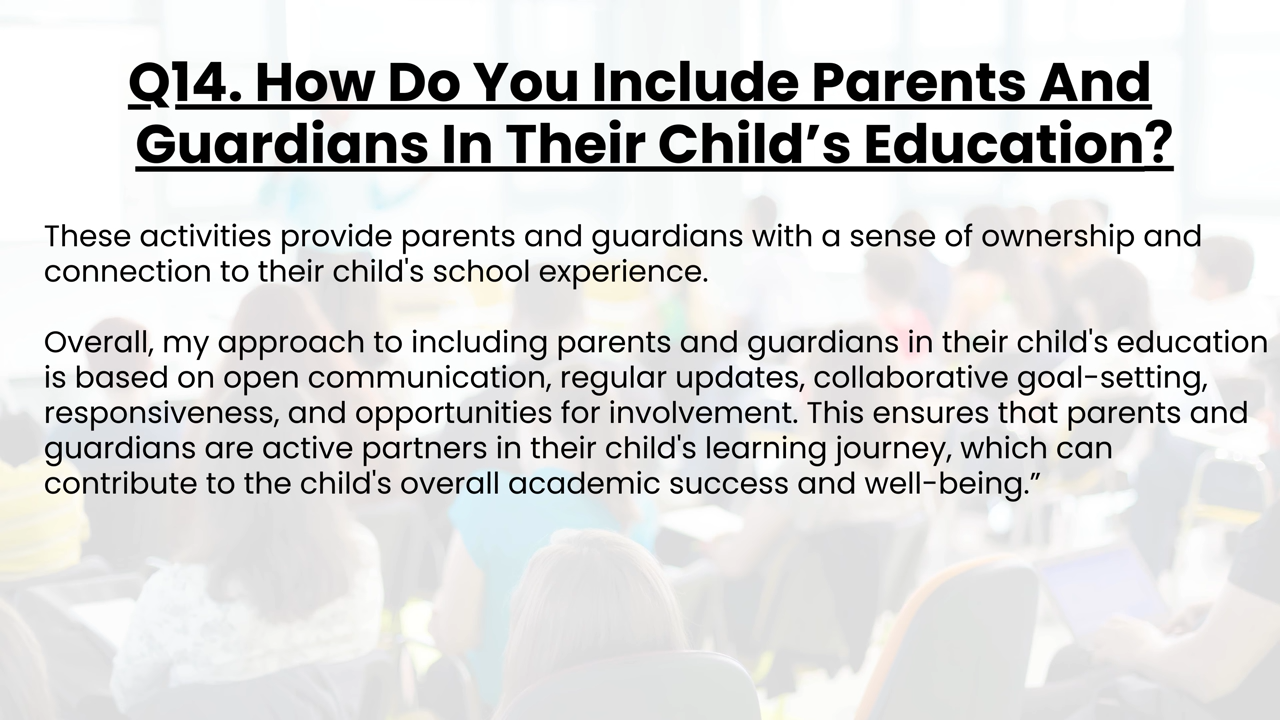 Q14. How Do You Include Parents And
Guardians In Their Child’s Education?
These activities provide parents and guardians with a sense of ownership and
connection to their child's school experience.
Overall, my approach to including parents and guardians in their child's education
is based on open communication, regular updates, collaborative goal-setting,
responsiveness, and opportunities for involvement. This ensures that parents and
guardians are active partners in their child's learning journey, which can
contribute to the child's overall academic success and well-being.”